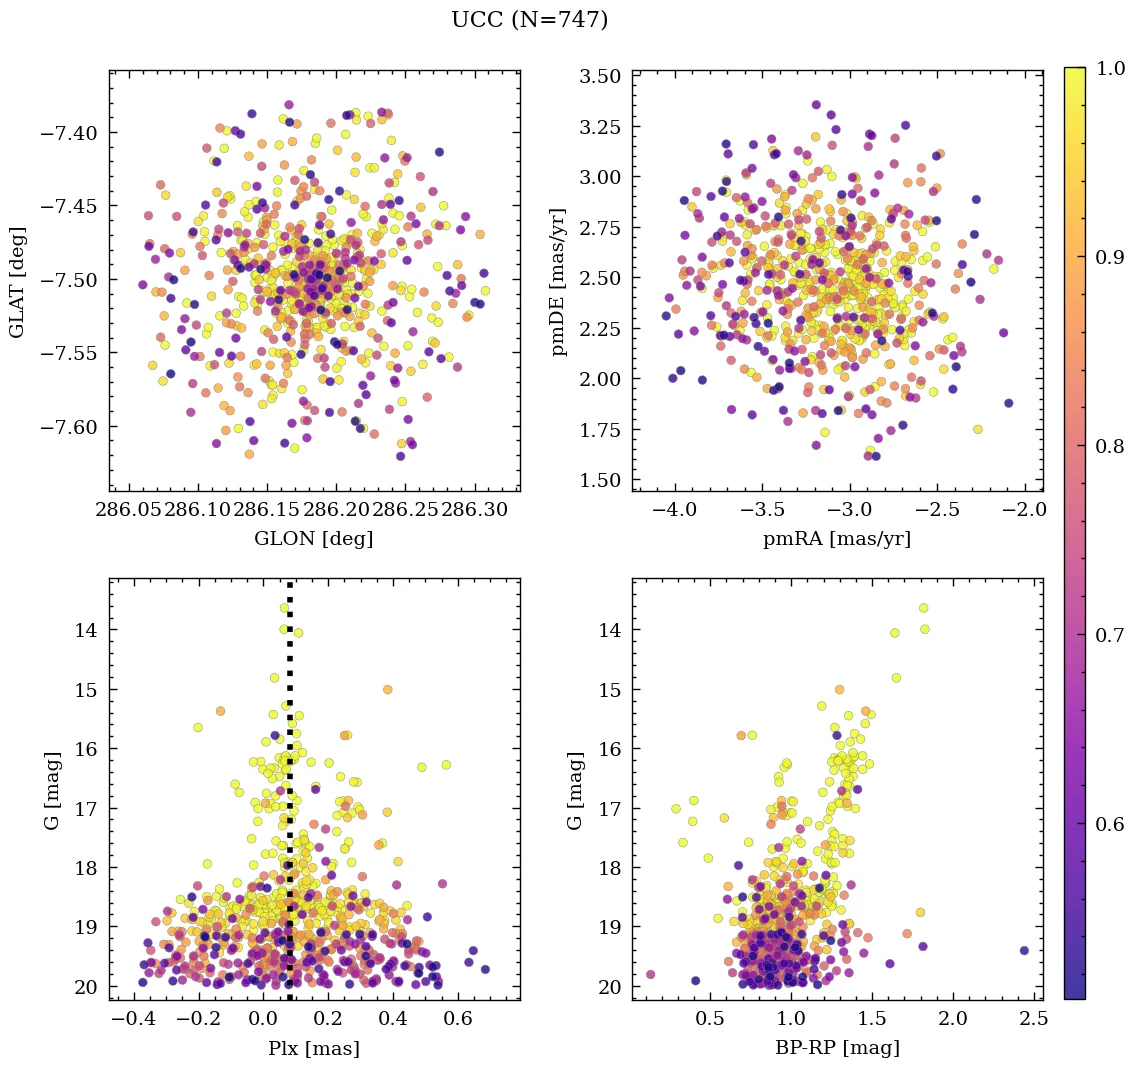 UCC (N=747)
−7.40
−7.45
−7.50
−7.55
−7.60
GLAT [deg]
286.05 286.10 286.15 286.20 286.25 286.30
GLON [deg]
3.50
3.25
3.00
2.75
2.50
2.25
2.00
1.75
1.50
pmDE [mas/yr]
−4.0 −3.5 −3.0 −2.5 −2.0
pmRA [mas/yr]
14
15
16
17
18
19
20
G [mag]
−0.4 −0.2 0.0 0.2 0.4 0.6
Plx [mas]
14
15
16
17
18
19
20
G [mag]
0.5 1.0 1.5 2.0 2.5
BP-RP [mag]
1.0
0.9
0.8
0.7
0.6